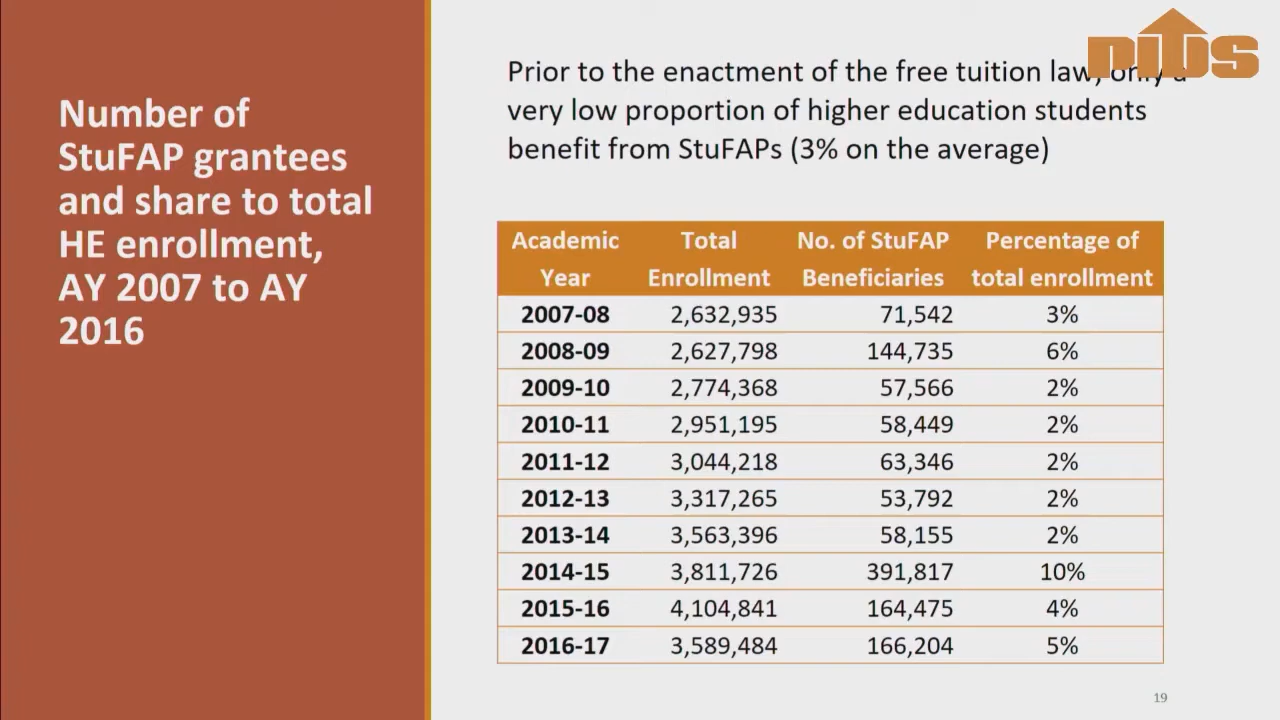 Number of
StuFAP grantees
and share to total
HE enrollment,
AY 2007 to AY
2016
PIDS
Prior to the enactment of the free tuition law, only a
very low proportion of higher education students
benefit from StuFAPs (3% on the average)
Academic Year Total Enrollment No. of StuFAP Beneficiaries Percentage of total enrollment
2007-08 2,632,935 71,542 3%
2008-09 2,627,798 144,735 6%
2009-10 2,774,368 57,566 2%
2010-11 2,951,195 58,449 2%
2011-12 3,044,218 63,346 2%
2012-13 3,317,265 53,792 2%
2013-14 3,563,396 58,155 2%
2014-15 3,811,726 391,817 10%
2015-16 4,104,841 164,475 4%
2016-17 3,589,484 166,204 5%
19